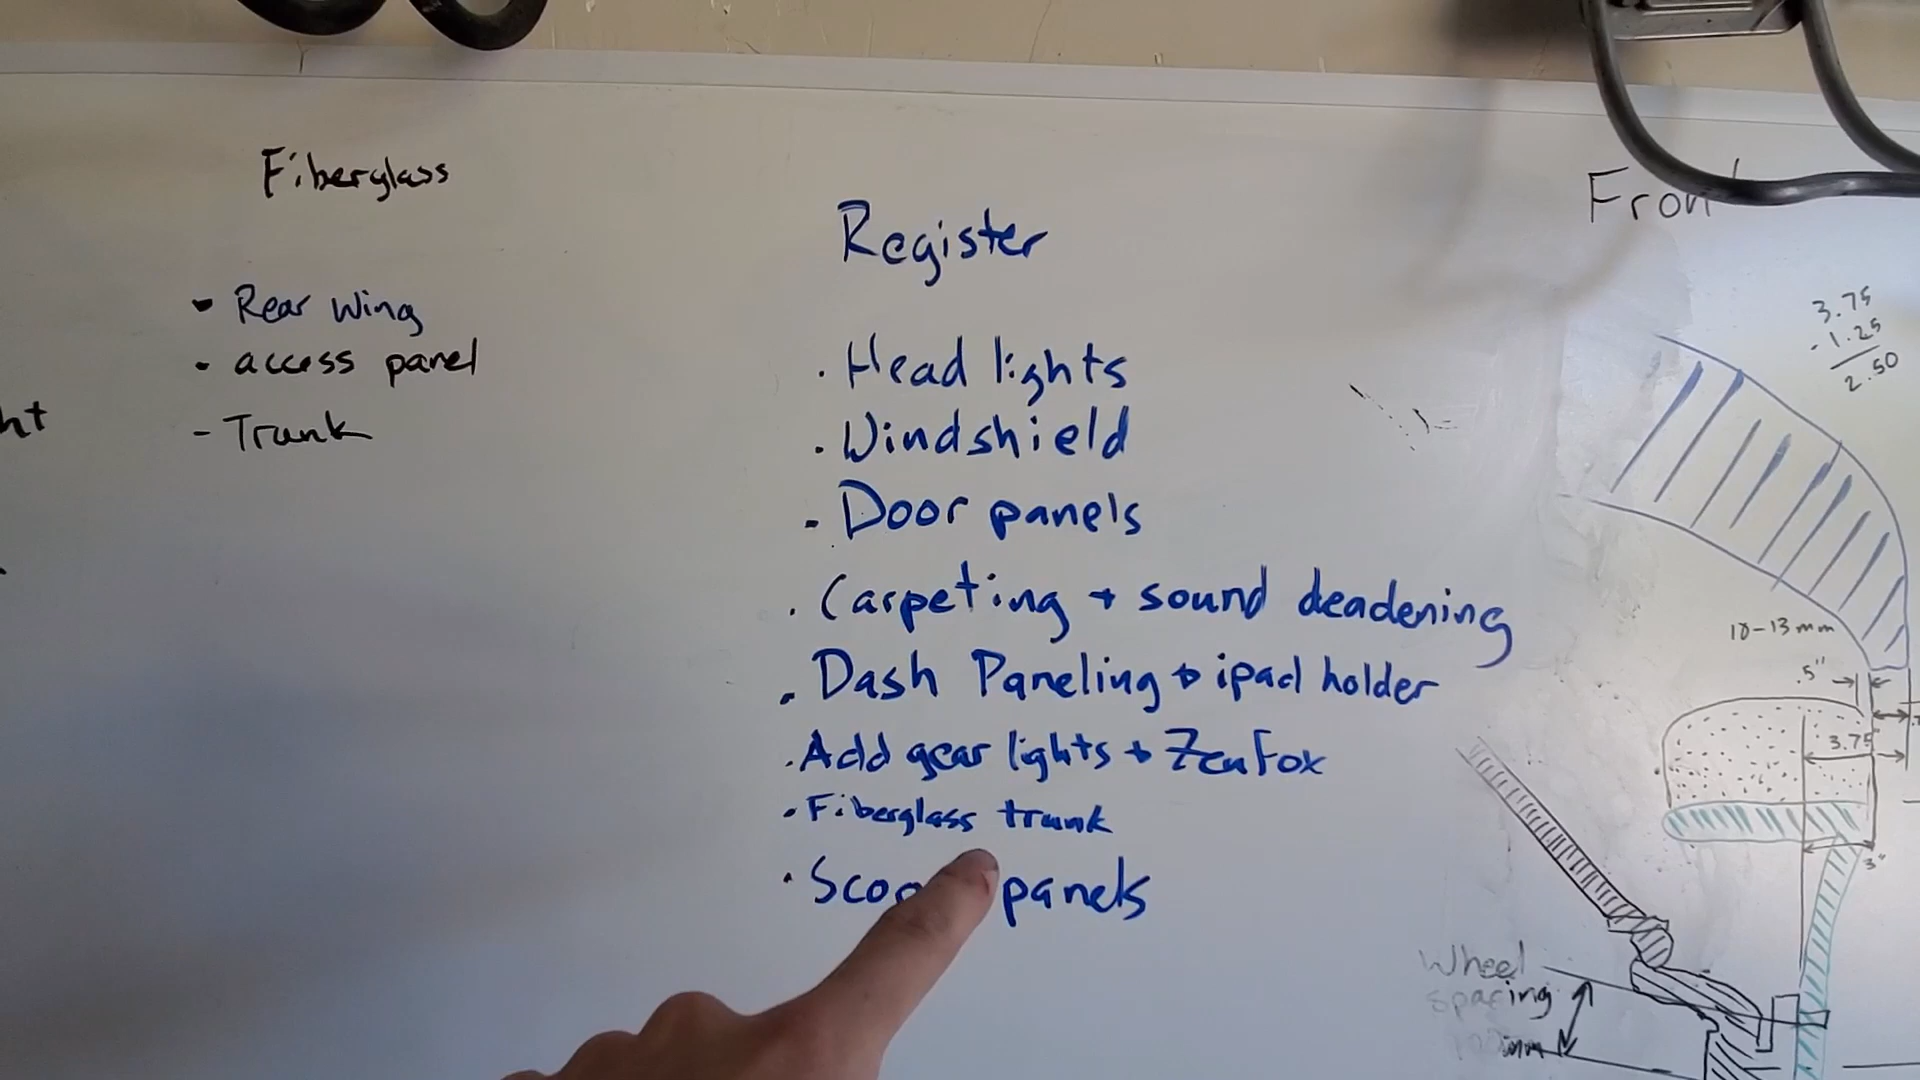 Fiberglass
• Rear Wing
• access panel
- Trunk
Register
• Head lights
• Windshield
• Door panels
• Carpeting + sound deadening
• Dash Paneling + ipad holder
• Add gear lights + ZenFox
• Fiberglass trunk
• panels
Front
3.75
- 1.25
2.50
10-13mm
.5"
3.75"
3"
Wheel
spacing
mm